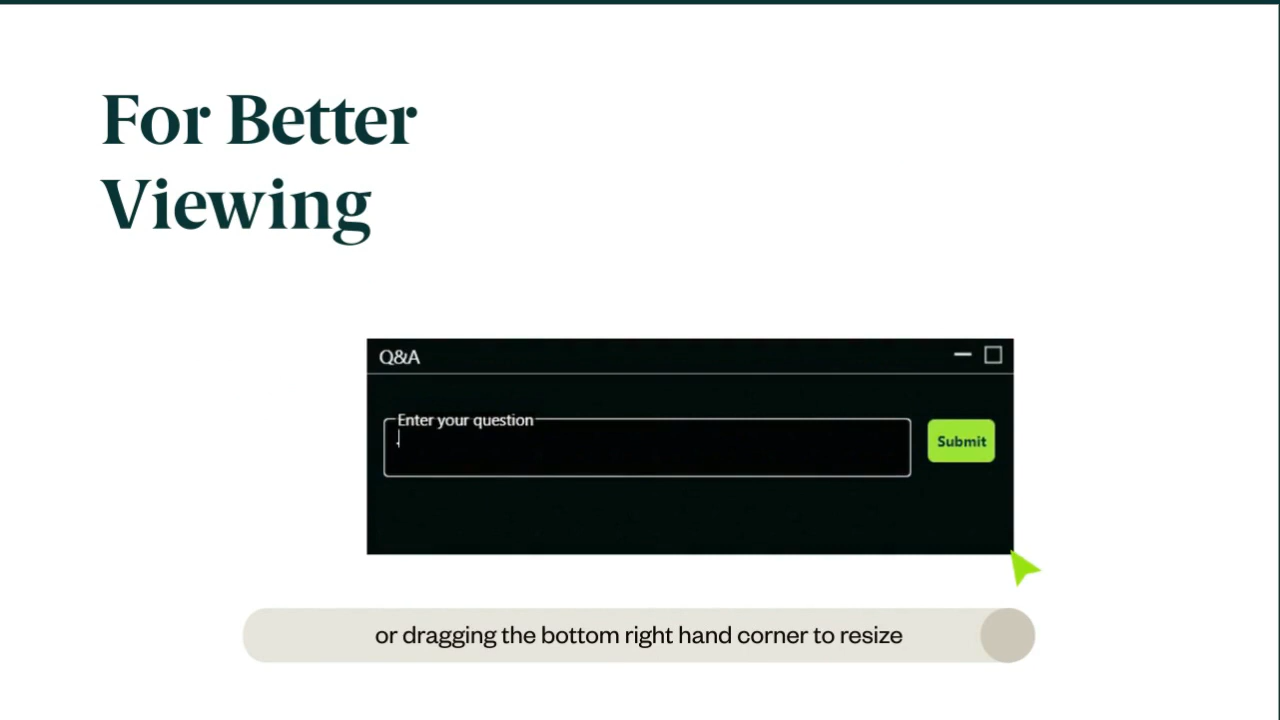 For Better
Viewing
Q&A
Enter your question
Submit
or dragging the bottom right hand corner to resize